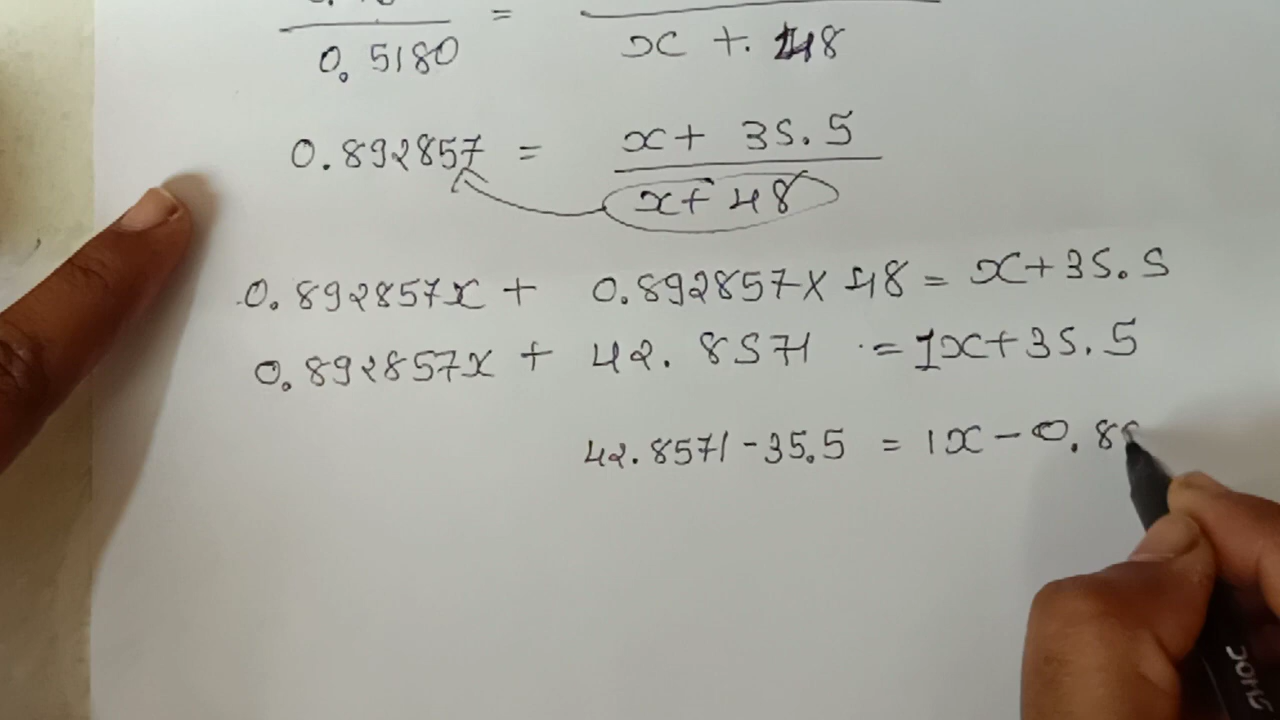 0.5180 = x + 48
0.892857 = x + 35.5
x + 48
0.892857x + 0.892857 X 48 = x + 35.5
0.892857x + 42.8571 = 1x + 35.5
42.8571 - 35.5 = 1x - 0.88